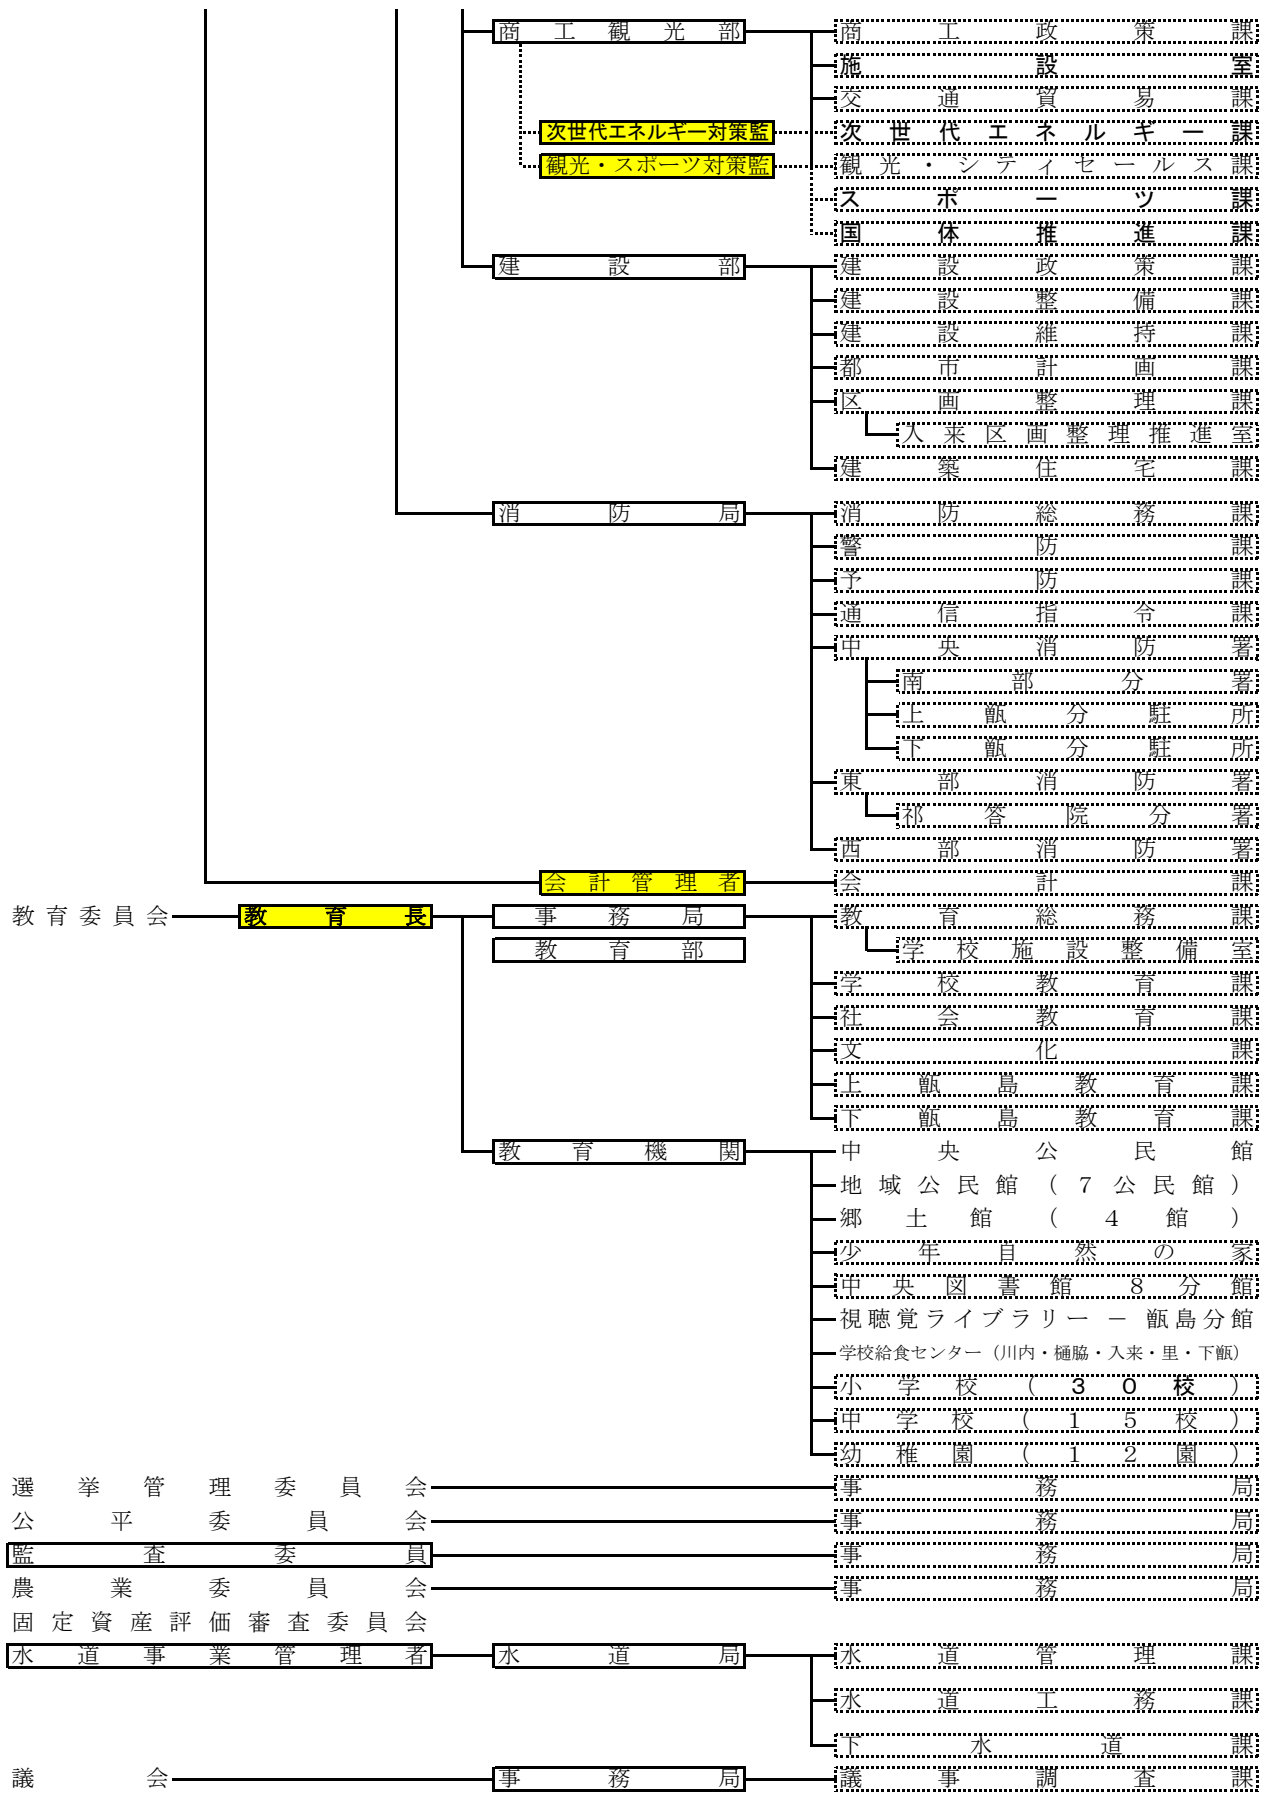 商工観光部 商工政策課
施設室
交通貿易課
次世代エネルギー対策監 次世代エネルギー課
観光・スポーツ対策監 観光・シティセールス課
スポーツ課
国体推進課
建設部 建設政策課
建設整備課
建設維持課
都市計画課
区画整理課
入来区画整理推進室
建築住宅課
消防局 消防総務課
警防課
予防課
通信指令課
中央消防署
南部分署
上甑分駐所
下甑分駐所
東部消防署
祁答院分署
西部消防署
会計管理者 会計課
教育委員会 教育長 事務局 教育総務課
教育部 学校施設整備室
学校教育課
社会教育課
文化課
上甑島教育課
下甑島教育課
教育機関 中央公民館
地域公民館(7公民館)
郷土館(4館)
少年自然の家
中央図書館 8分館
視聴覚ライブラリー － 甑島分館
学校給食センター（川内・樋脇・入来・里・下甑）
小学校(３０校)
中学校(１５校)
幼稚園(１２園)
選挙管理委員会 事務局
公平委員会 事務局
監査委員 事務局
農業委員会 事務局
固定資産評価審査委員会
水道事業管理者 水道局 水道管理課
水道工務課
下水道課
議会 事務局 議事調査課